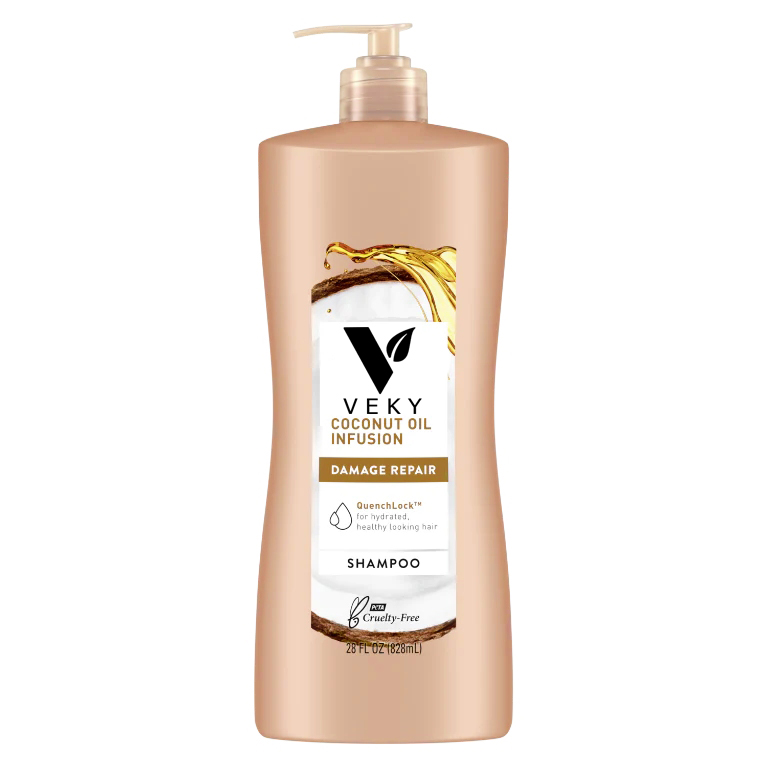 VEKY
COCONUT OIL
INFUSION
DAMAGE REPAIR
QuenchLock™
for hydrated,
healthy looking hair
SHAMPOO
PETA
Cruelty-Free
28 FL OZ (828mL)